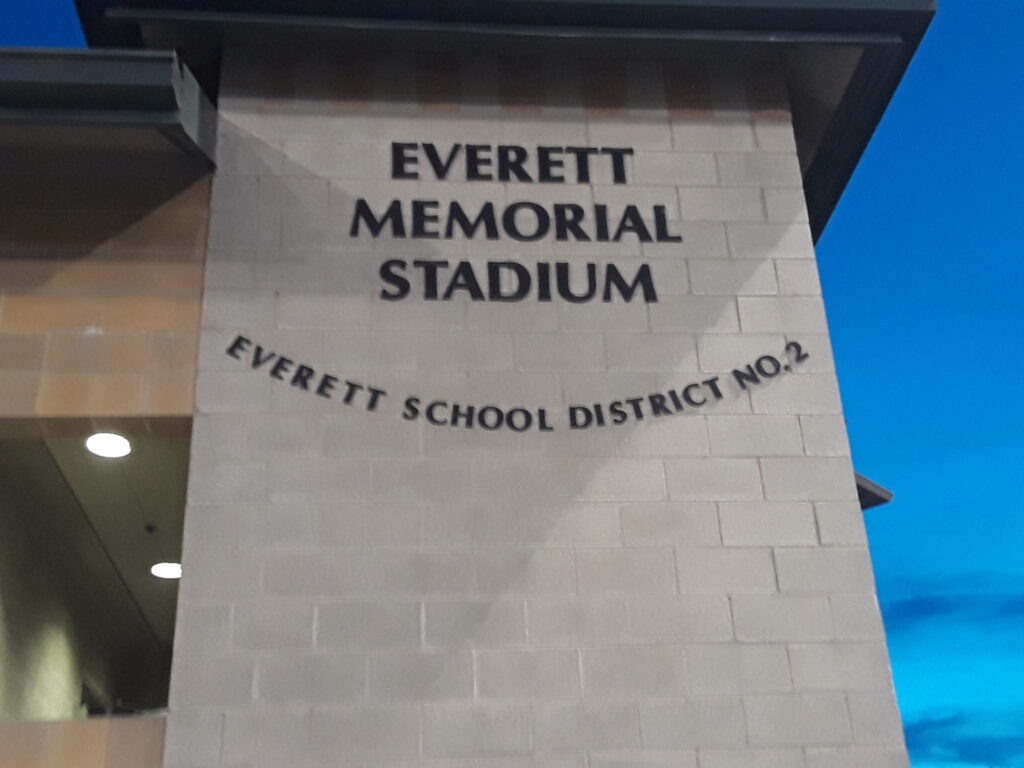 EVERETT
MEMORIAL
STADIUM
EVERETT SCHOOL DISTRICT NO.2